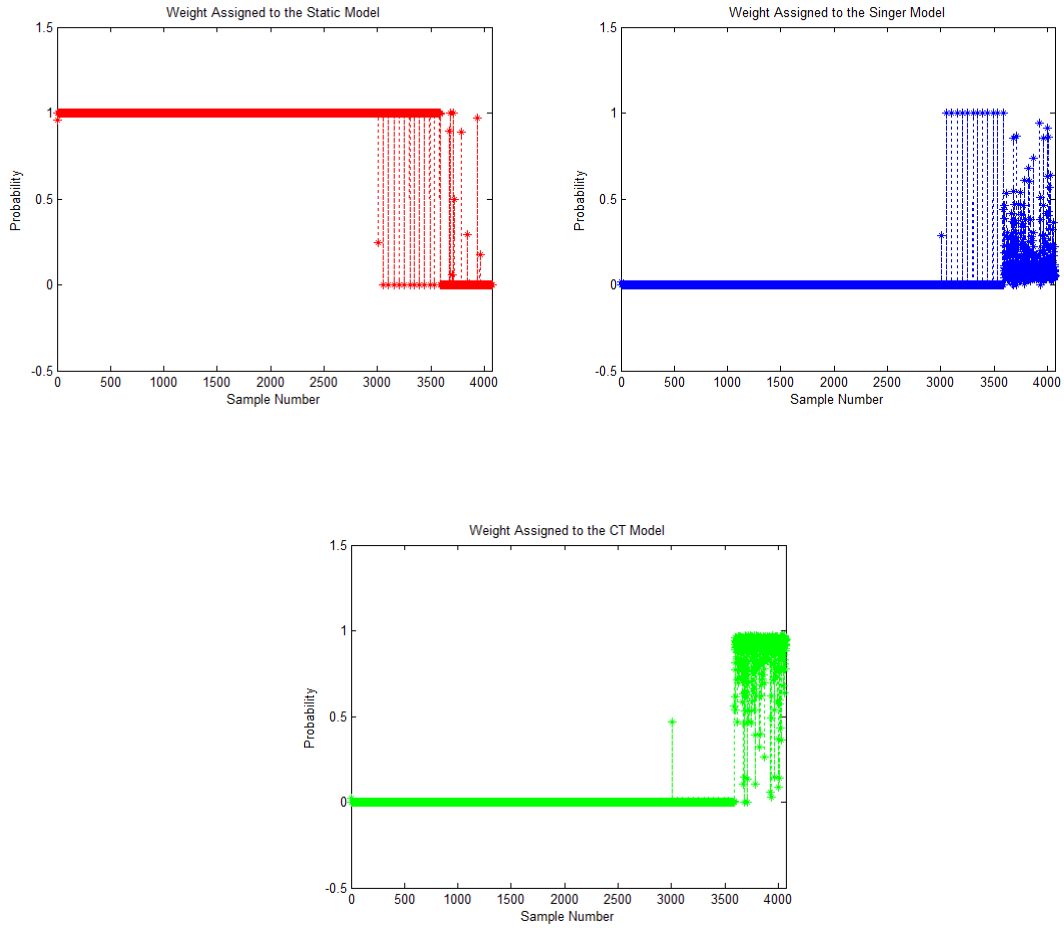 Weight Assigned to the Static Model
1.5
1
0.5
0
-0.5
Probability
0 500 1000 1500 2000 2500 3000 3500 4000
Sample Number
Weight Assigned to the Singer Model
1.5
1
0.5
0
-0.5
Probability
0 500 1000 1500 2000 2500 3000 3500 4000
Sample Number
Weight Assigned to the CT Model
1.5
1
0.5
0
-0.5
Probability
0 500 1000 1500 2000 2500 3000 3500 4000
Sample Number